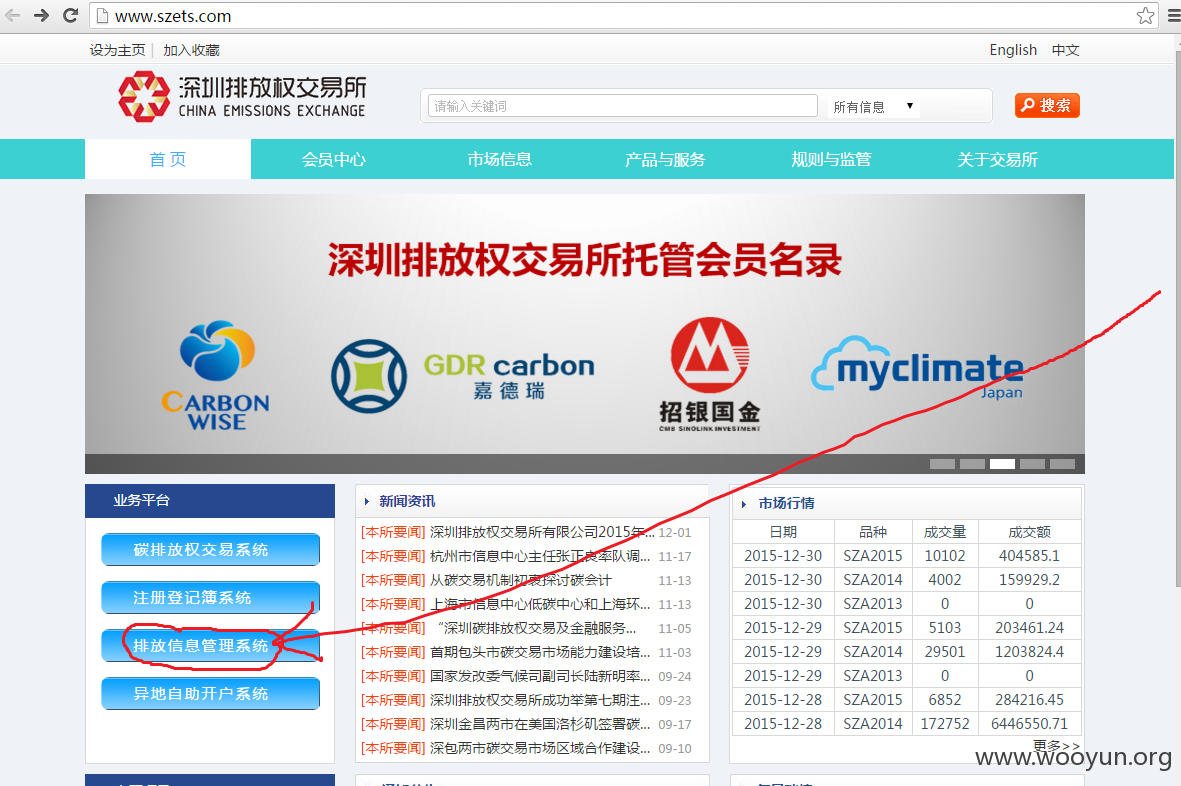 www.szets.com
设为主页 | 加入收藏 English 中文
深圳排放权交易所
CHINA EMISSIONS EXCHANGE
请输入关键词 所有信息 搜索
首 页 会员中心 市场信息 产品与服务 规则与监管 关于交易所
深圳排放权交易所托管会员名录
CARBON WISE
GDR carbon
嘉德瑞
招银国金
CMB SINOLINK INVESTMENT
myclimate
Japan
业务平台
碳排放权交易系统
注册登记簿系统
排放信息管理系统
异地自助开户系统
新闻资讯
[本所要闻] 深圳排放权交易所有限公司2015年... 12-01
[本所要闻] 杭州市信息中心主任张正良率队调... 11-17
[本所要闻] 从碳交易机制初衷探讨碳会计 11-13
[本所要闻] 上海市信息中心低碳中心和上海环... 11-13
[本所要闻] “深圳碳排放权交易及金融服务... 11-05
[本所要闻] 首期包头市碳交易市场能力建设培... 11-03
[本所要闻] 国家发改委气候司副司长陆新明率... 09-24
[本所要闻] 深圳排放权交易所成功举第七期注... 09-23
[本所要闻] 深圳金昌两市在美国洛杉矶签署碳... 09-17
[本所要闻] 深包两市碳交易市场区域合作建设... 09-10
市场行情
日期 品种 成交量 成交额
2015-12-30 SZA2015 10102 404585.1
2015-12-30 SZA2014 4002 159929.2
2015-12-30 SZA2013 0 0
2015-12-29 SZA2015 5103 203461.24
2015-12-29 SZA2014 29501 1203824.4
2015-12-29 SZA2013 0 0
2015-12-28 SZA2015 6852 284216.45
2015-12-28 SZA2014 172752 6446550.71
更多>>
www.wooyun.org